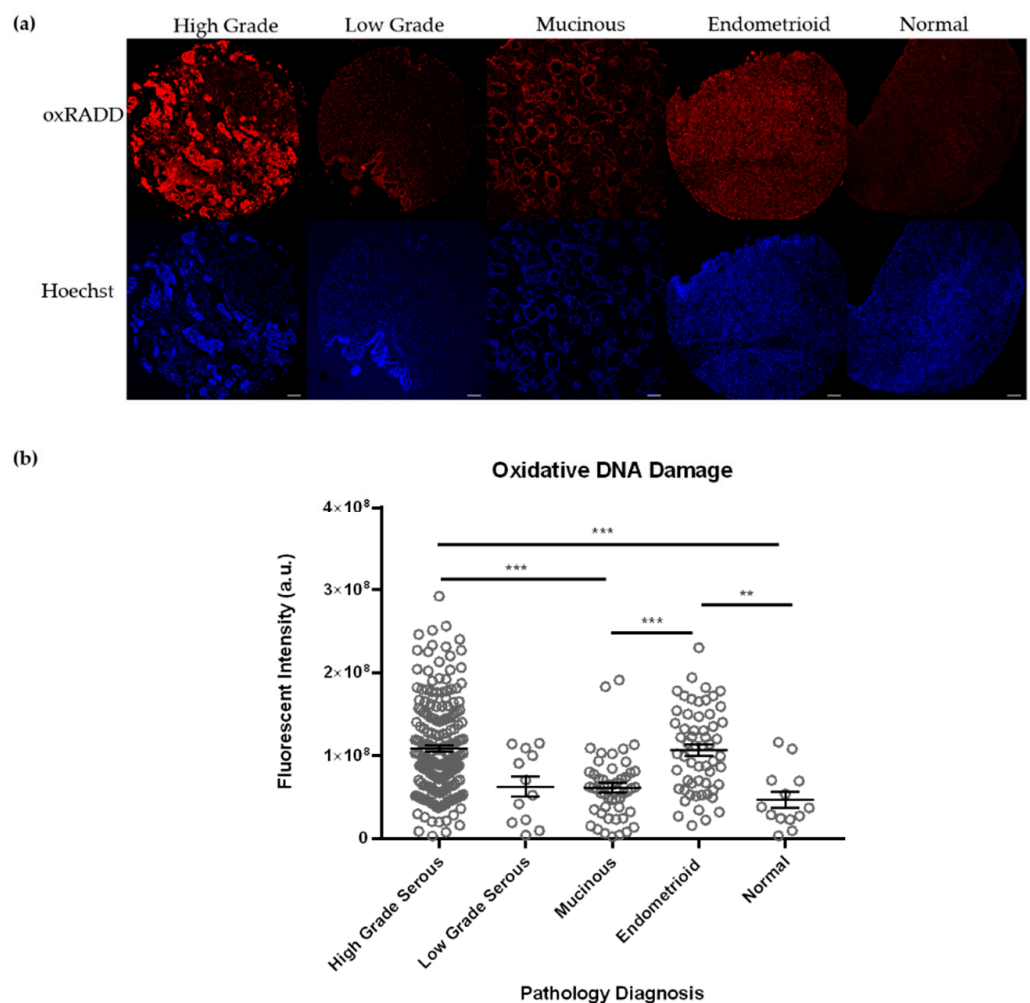 (a)
High Grade Low Grade Mucinous Endometrioid Normal
oxRADD
Hoechst
(b)
Oxidative DNA Damage
4×10⁸
3×10⁸
2×10⁸
1×10⁸
0
Fluorescent Intensity (a.u.)
***
***
**
***
High Grade Serous
Low Grade Serous
Mucinous
Endometrioid
Normal
Pathology Diagnosis